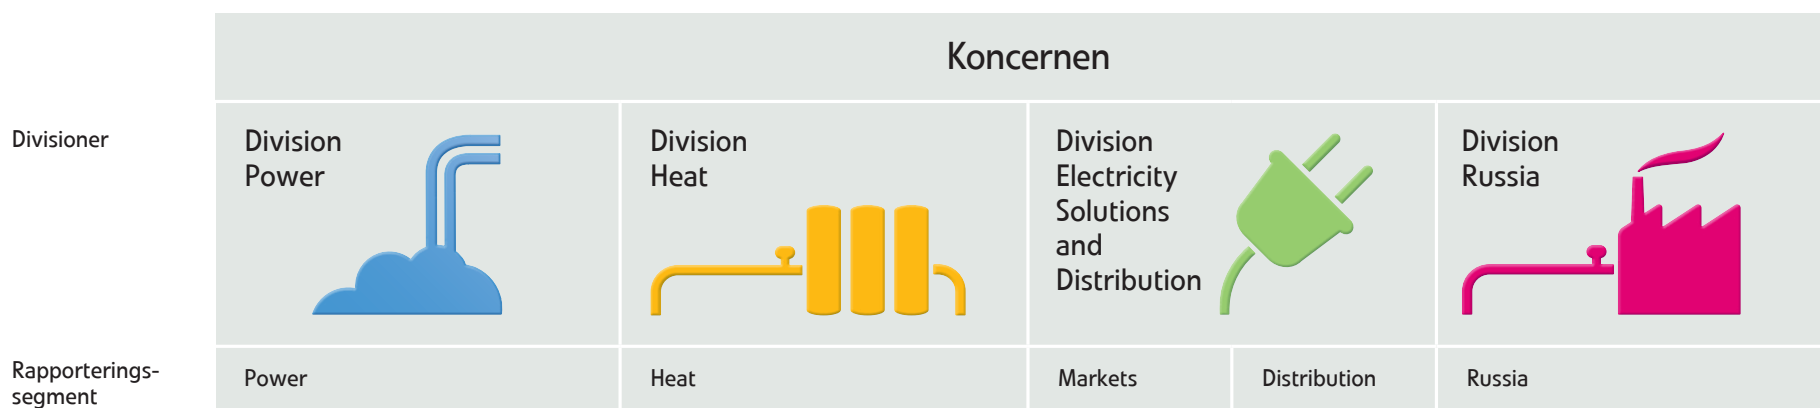 Koncernen
Divisioner
Division
Power
Division
Heat
Division
Electricity
Solutions
and
Distribution
Division
Russia
Rapporterings-
segment
Power
Heat
Markets
Distribution
Russia